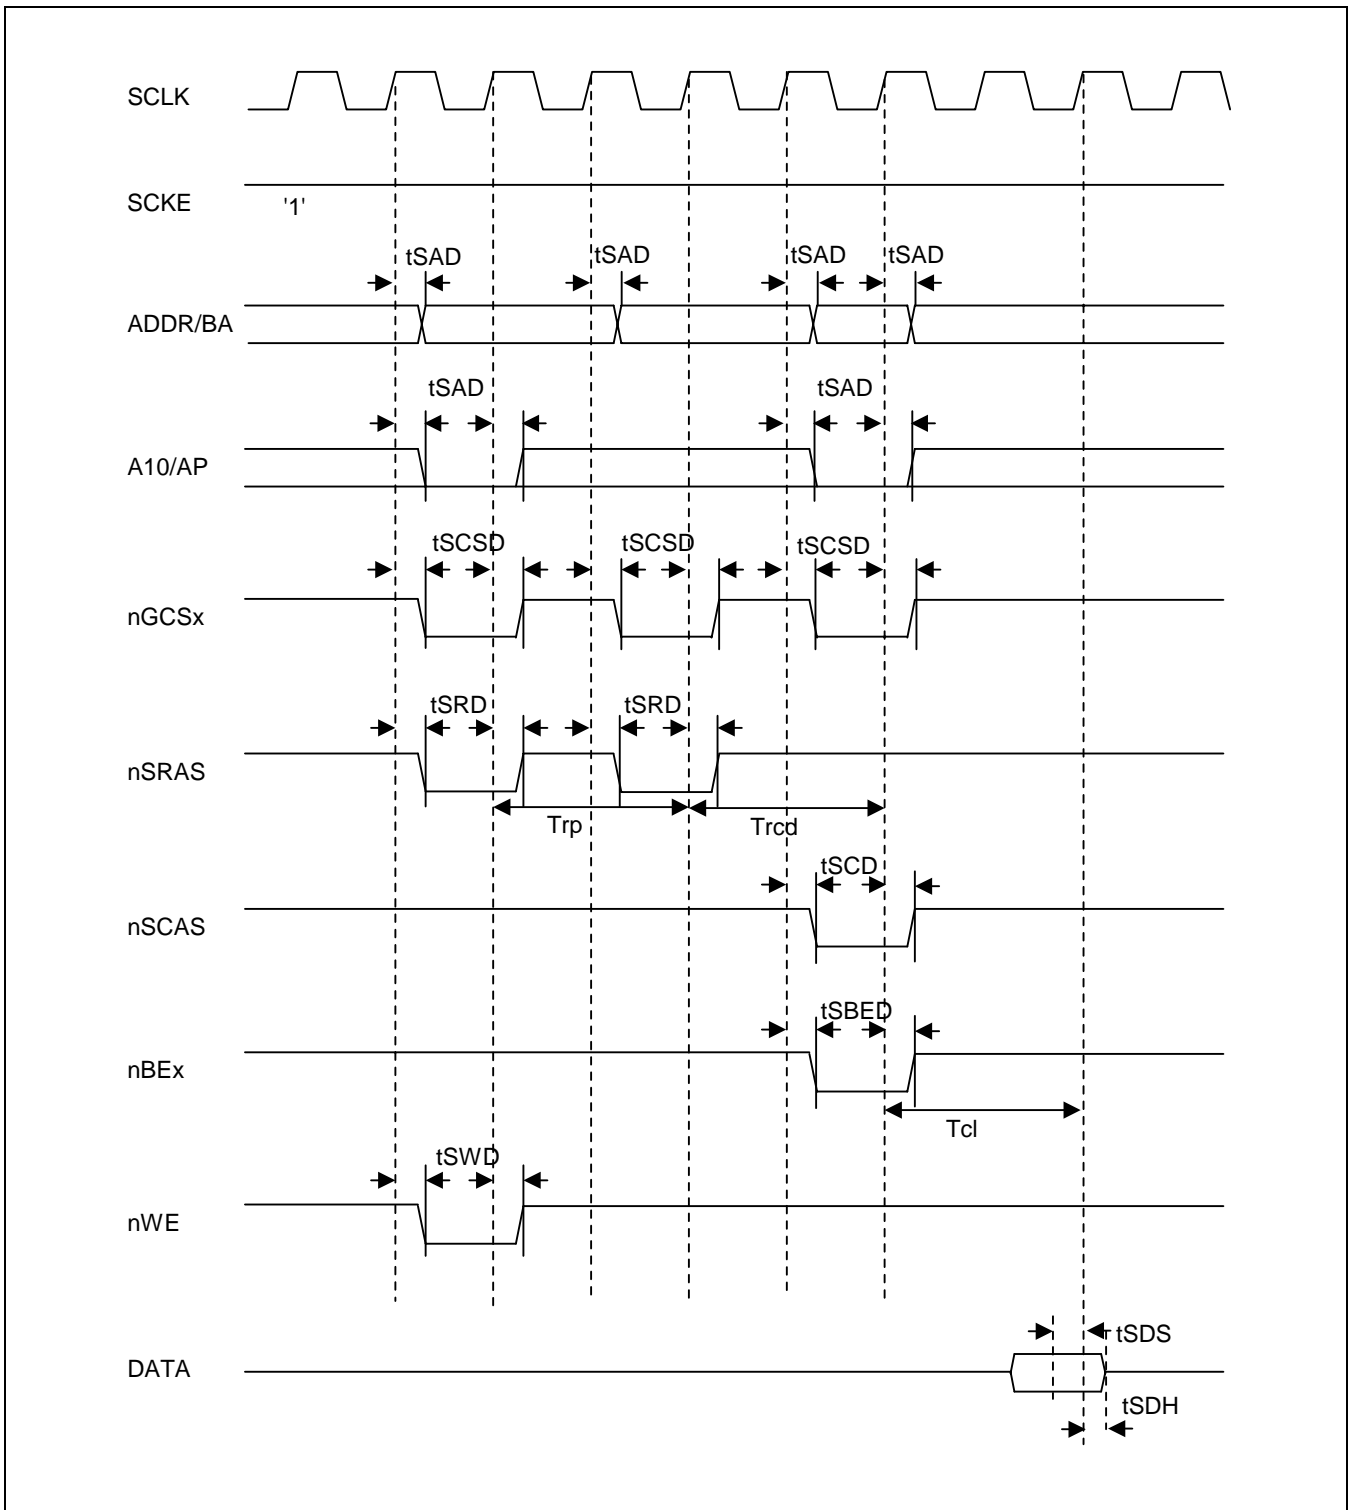 SCLK
SCKE
'1'
tSAD tSAD tSAD tSAD
ADDR/BA
tSAD tSAD
A10/AP
tSCSD tSCSD tSCSD
nGCSx
tSRD tSRD
nSRAS
Trp Trcd
tSCD
nSCAS
tSBED
nBEx
Tcl
tSWD
nWE
tSDS
DATA
tSDH